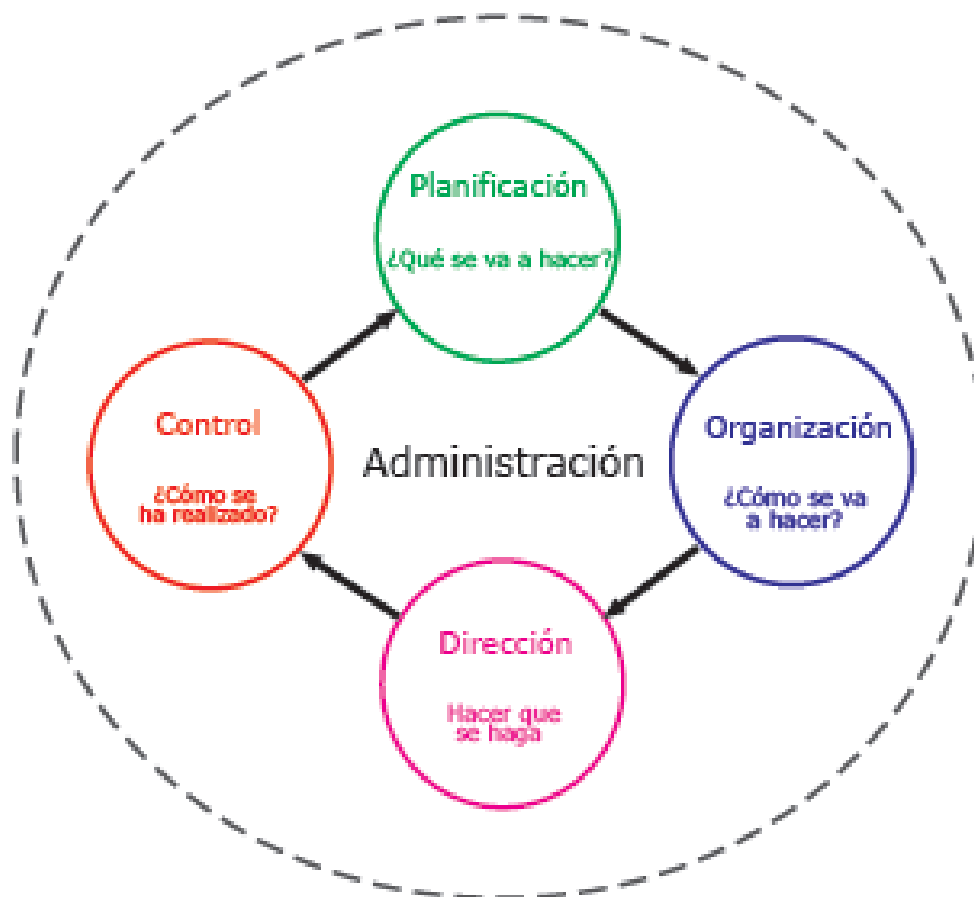 Planificación
¿Qué se va a hacer?
Control
¿Cómo se
ha realizado?
Administración
Organización
¿Cómo se va
a hacer?
Dirección
Hacer que
se haga